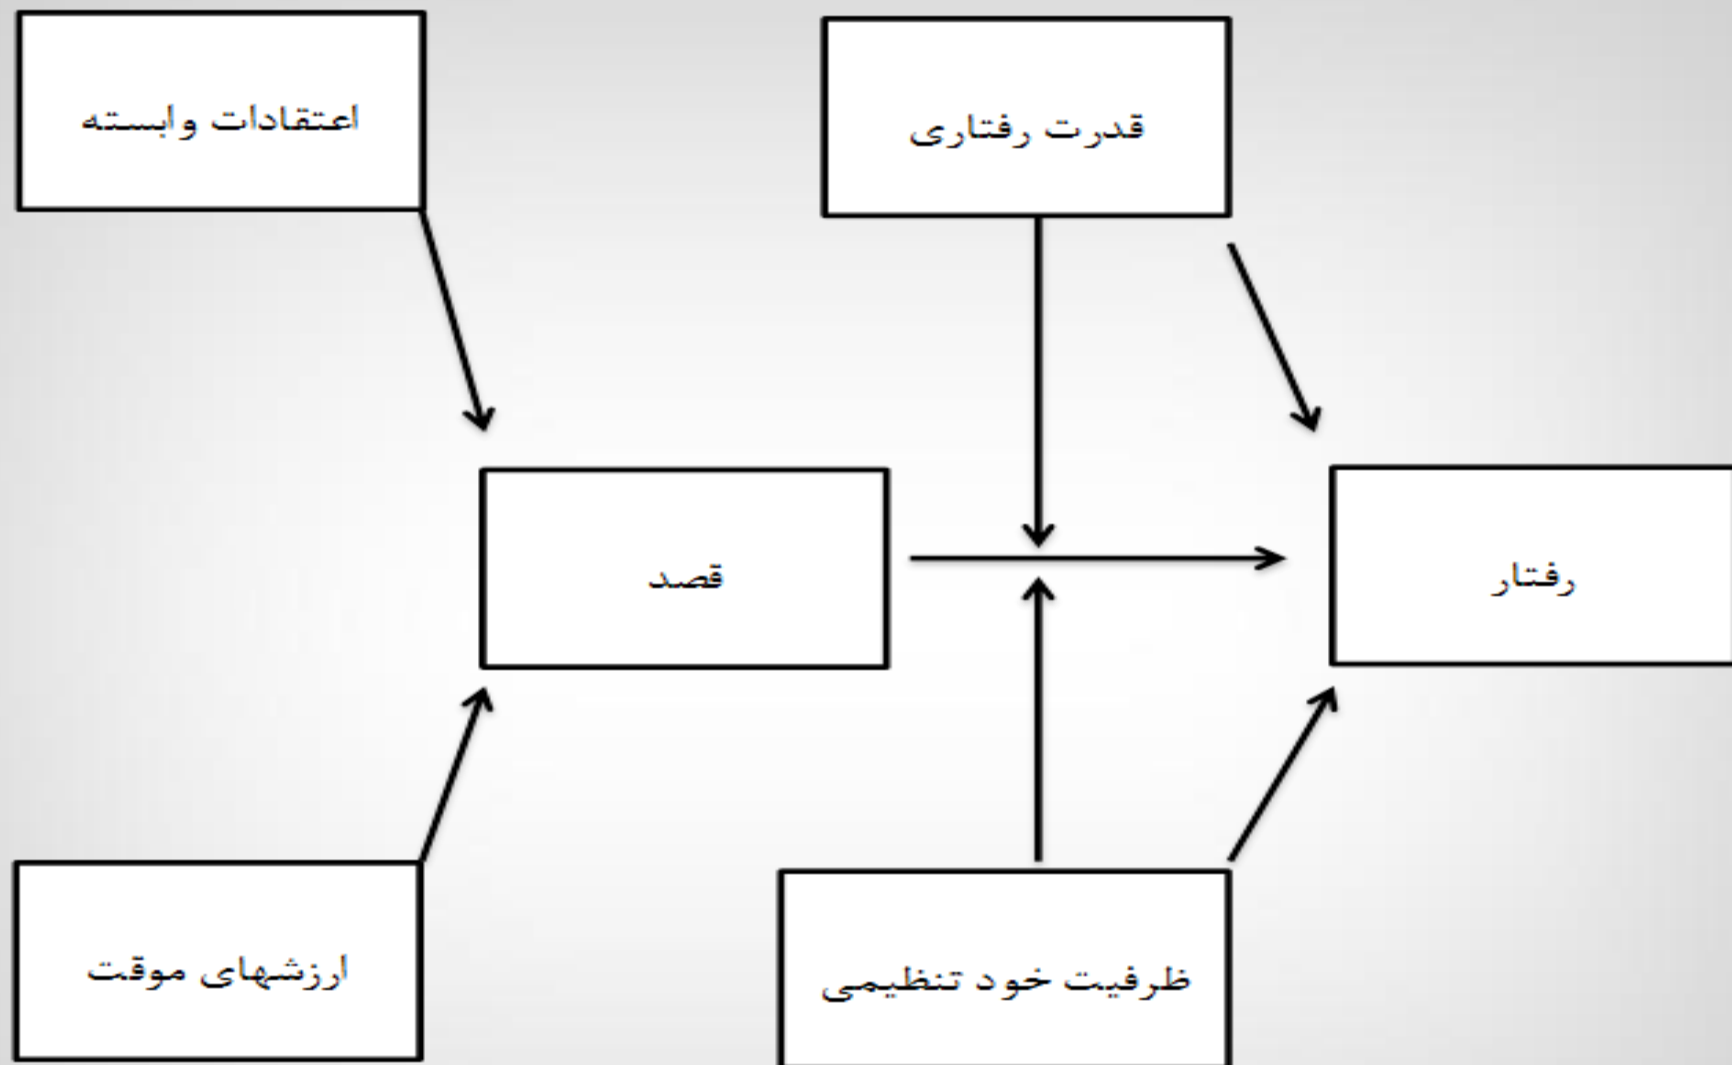 اعتقادات وابسته
قدرت رفتاری
قصد
رفتار
ارزشهای موقت
ظرفیت خود تنظیمی